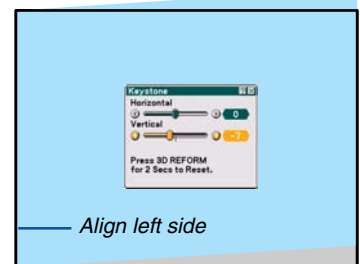 Keystone
Horizontal
0
Vertical
-7
Press 3D REFORM
for 2 Secs to Reset.
Align left side